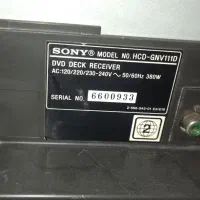 SONY® MODEL NO. HCD-GNV111D
DVD DECK RECEIVER
AC:120/220/230-240V ~ 50/60Hz 380W
SERIAL NO. 6600933
2